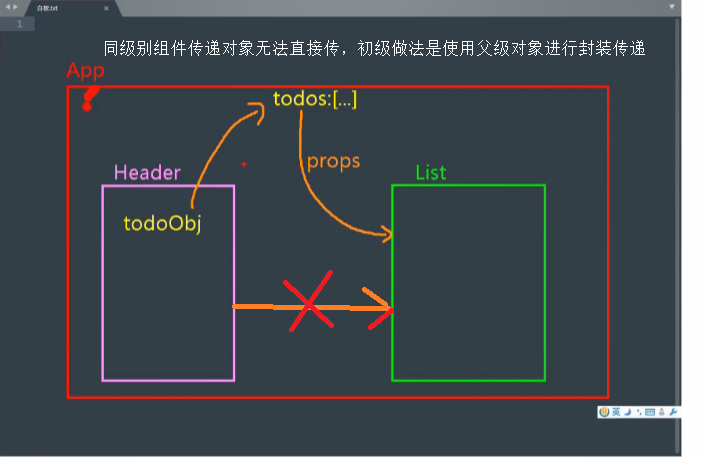 白板.txt
1
同级别组件传递对象无法直接传，初级做法是使用父级对象进行封装传递
App
todos:[...]
props
Header
List
todoObj
英